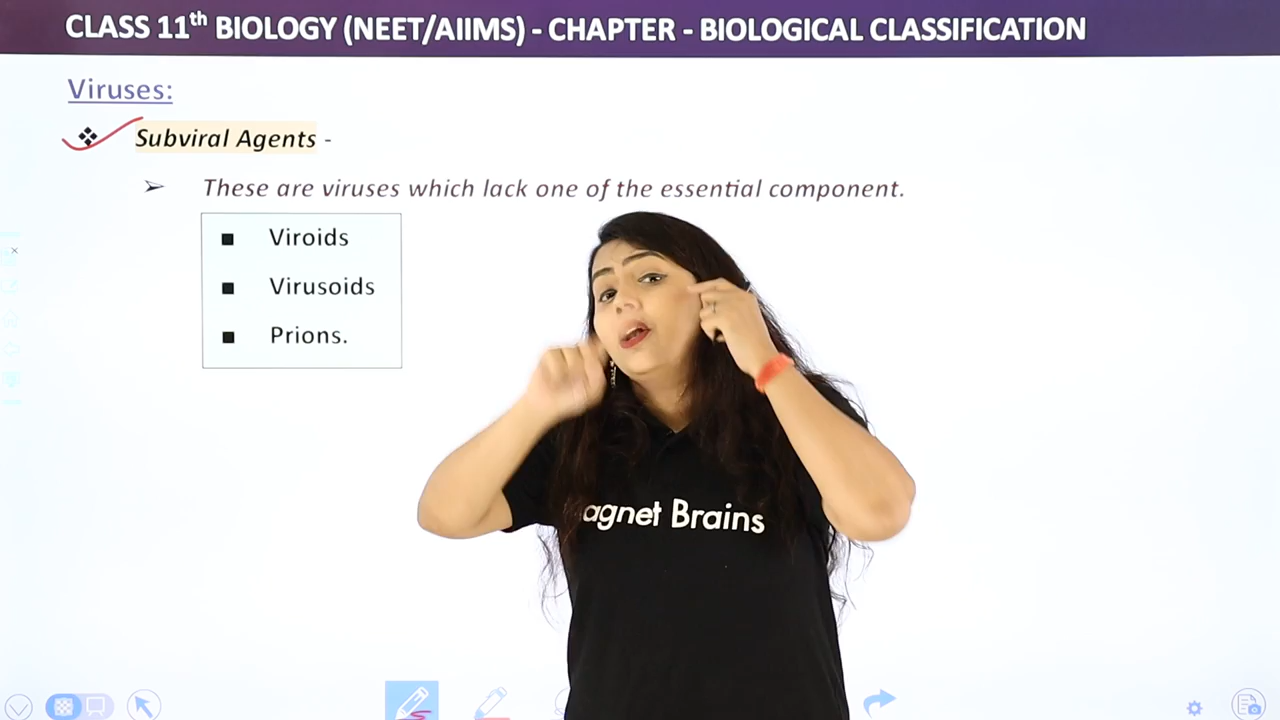 CLASS 11th BIOLOGY (NEET/AIIMS) - CHAPTER - BIOLOGICAL CLASSIFICATION
Viruses:
Subviral Agents -
These are viruses which lack one of the essential component.
Viroids
Virusoids
Prions.
agnet Brains